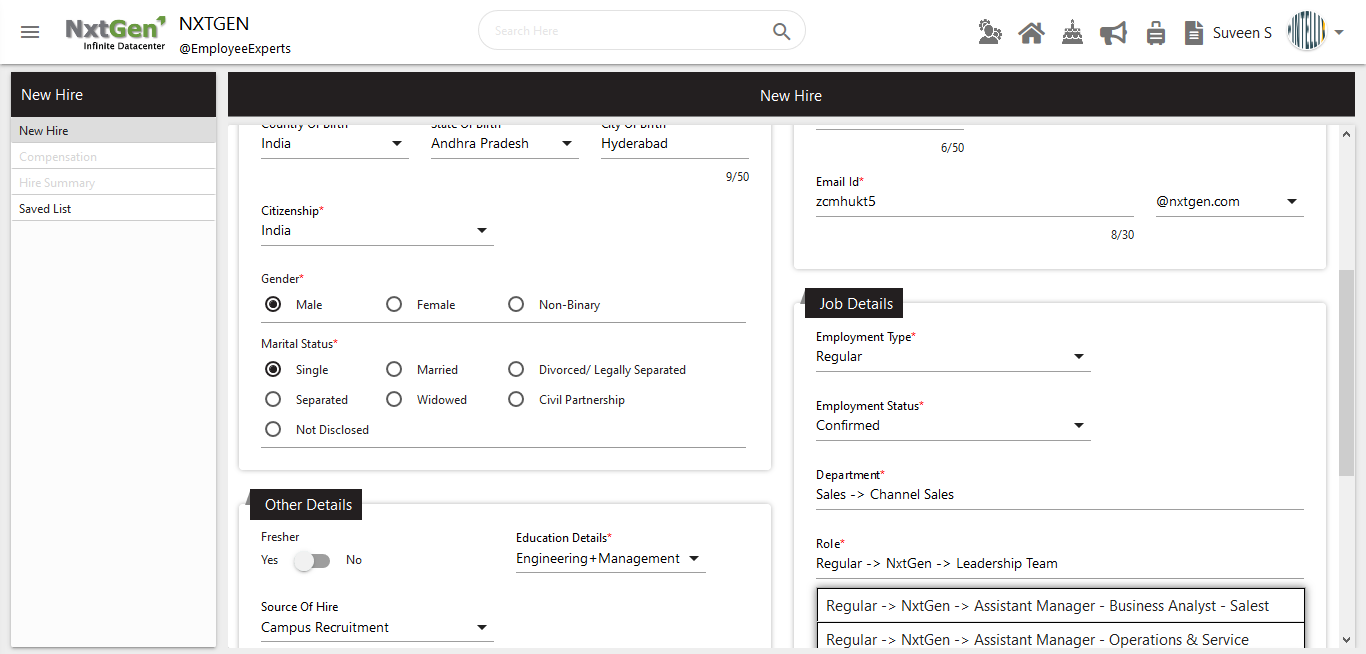 NxtGen
Infinite Datacenter
NXTGEN
@EmployeeExperts
Search Here
Suveen S
INTELLI
New Hire
New Hire
Compensation
Hire Summary
Saved List
New Hire
Country Of Birth
State Of Birth
City Of Birth
India
Andhra Pradesh
Hyderabad
9/50
Citizenship*
India
Gender*
Male
Female
Non-Binary
Marital Status*
Single
Married
Divorced/ Legally Separated
Separated
Widowed
Civil Partnership
Not Disclosed
Other Details
Fresher
Yes
No
Education Details*
Engineering+Management
Source Of Hire
Campus Recruitment
6/50
Email Id*
zcmhukt5
@nxtgen.com
8/30
Job Details
Employment Type*
Regular
Employment Status*
Confirmed
Department*
Sales -> Channel Sales
Role*
Regular -> NxtGen -> Leadership Team
Regular -> NxtGen -> Assistant Manager - Business Analyst - Salest
Regular -> NxtGen -> Assistant Manager - Operations & Service